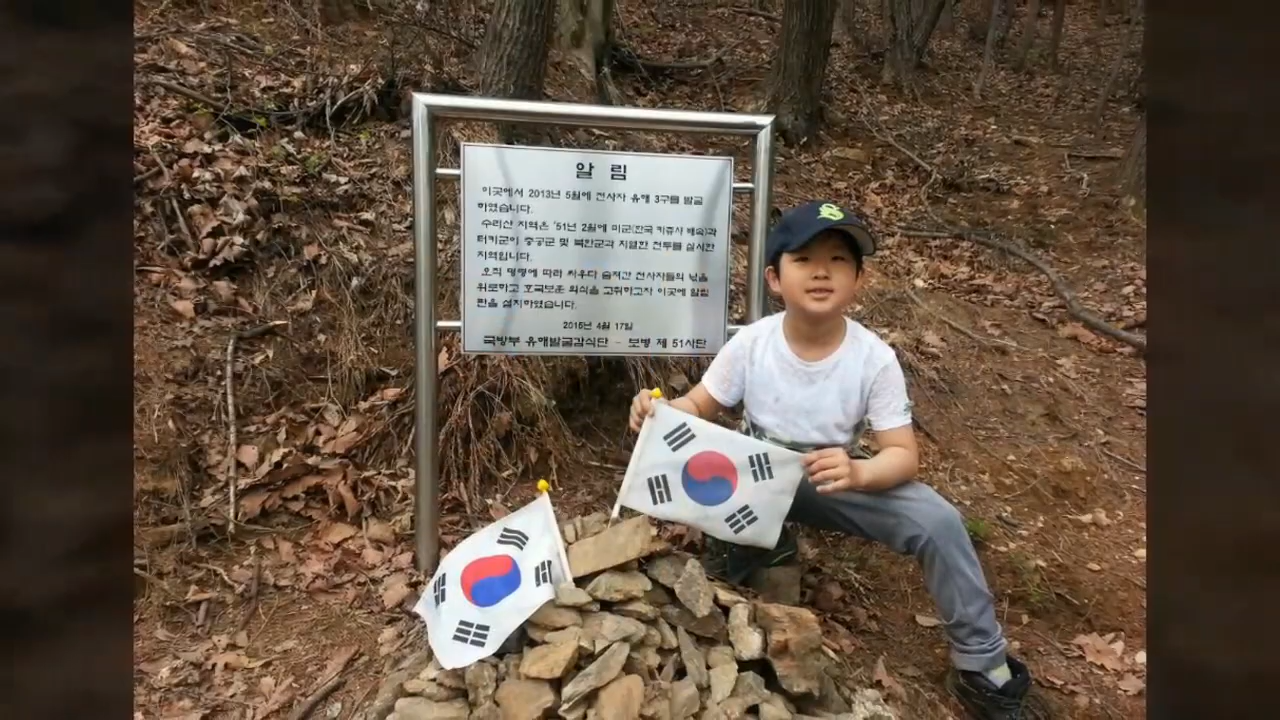 알 림
이곳에서 2013년 5월에 전사자 유해 3구를 발굴
하였습니다.
수리산 지역은 '51년 2월에 미군(한국 카츄샤 배속)과
터키군이 중공군 및 북한군과 치열한 전투를 실시한
지역입니다.
오직 명령에 따라 싸우다 숨져간 전사자들의 넋을
위로하고 호국보훈 의식을 고취하고자 이곳에 알림
판을 설치하였습니다.
2015년 4월 17일
국방부 유해발굴감식단 - 보병 제 51사단